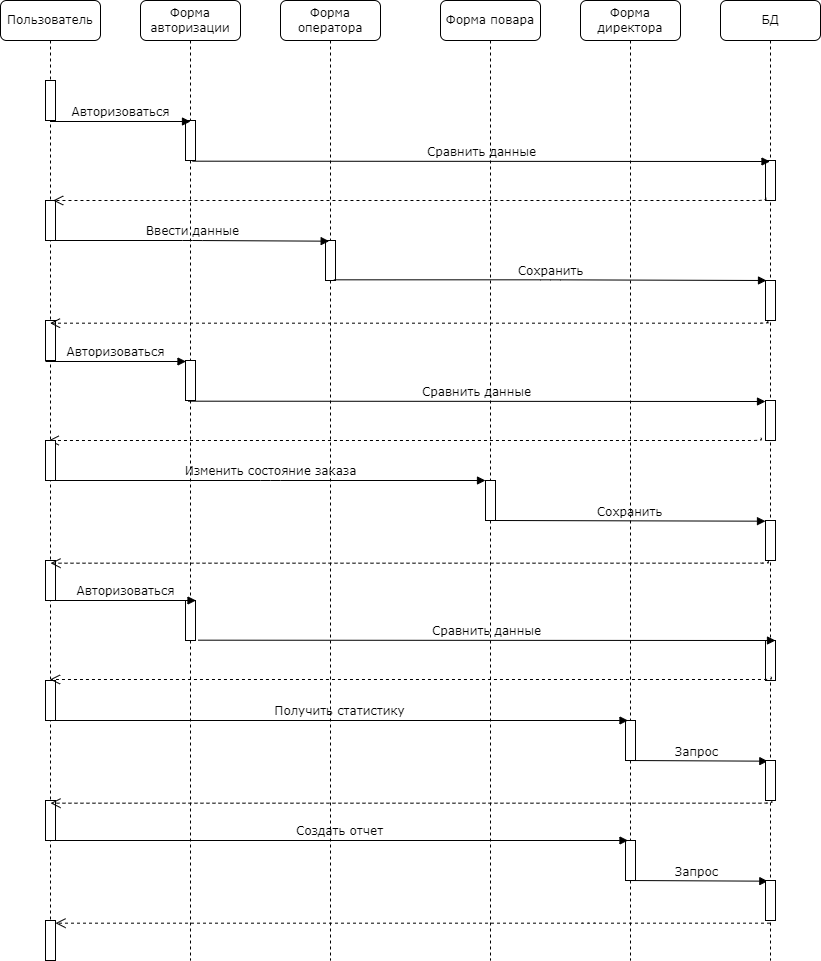 Пользователь
Форма
авторизации
Форма
оператора
Форма повара
Форма
директора
БД
Авторизоваться
Сравнить данные
Ввести данные
Сохранить
Авторизоваться
Сравнить данные
Изменить состояние заказа
Сохранить
Авторизоваться
Сравнить данные
Получить статистику
Запрос
Создать отчет
Запрос